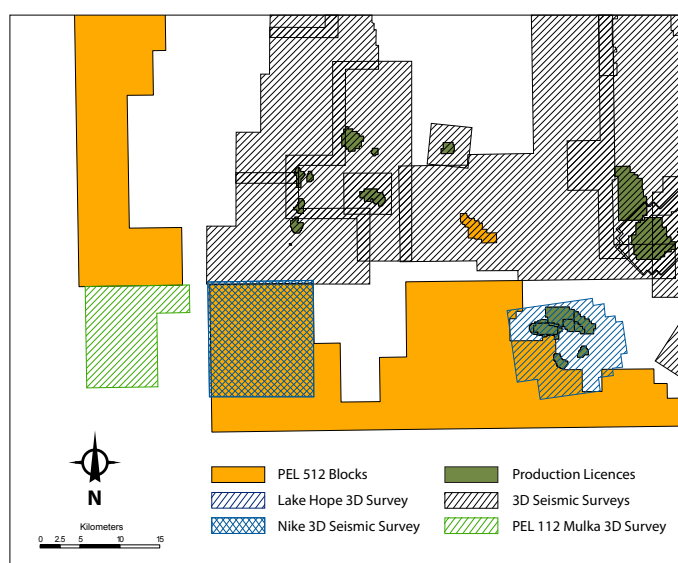 PEL 512 Blocks
Production Licences
Lake Hope 3D Survey
3D Seismic Surveys
Nike 3D Seismic Survey
PEL 112 Mulka 3D Survey
N
Kilometers
0 2.5 5 10 15